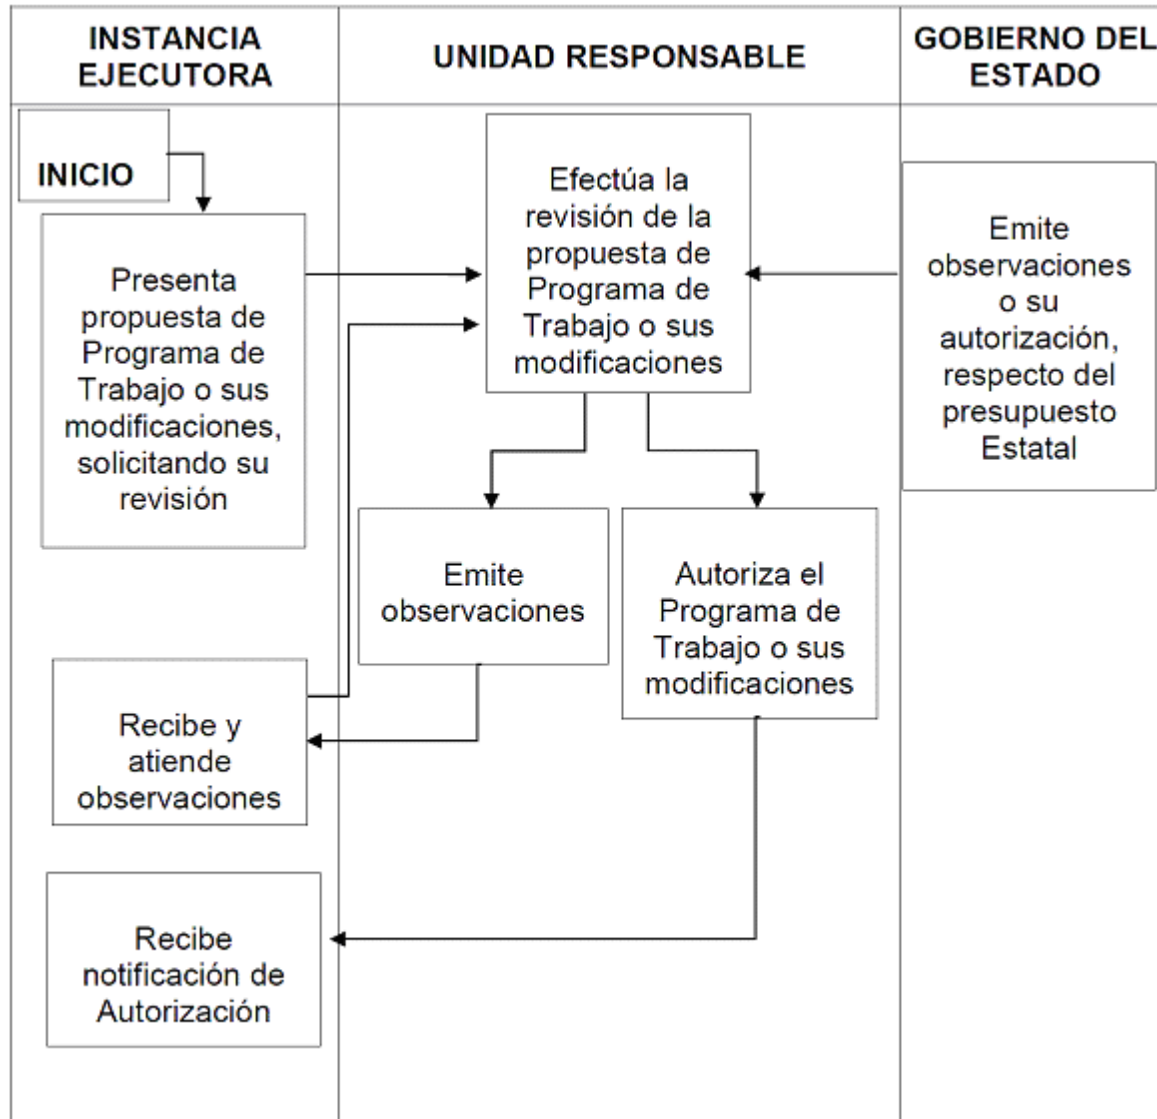 INSTANCIA
EJECUTORA
UNIDAD RESPONSABLE
GOBIERNO DEL
ESTADO
INICIO
Presenta
propuesta de
Programa de
Trabajo o sus
modificaciones,
solicitando su
revisión
Efectúa la
revisión de la
propuesta de
Programa de
Trabajo o sus
modificaciones
Emite
observaciones
o su
autorización,
respecto del
presupuesto
Estatal
Emite
observaciones
Autoriza el
Programa de
Trabajo o sus
modificaciones
Recibe y
atiende
observaciones
Recibe
notificación de
Autorización